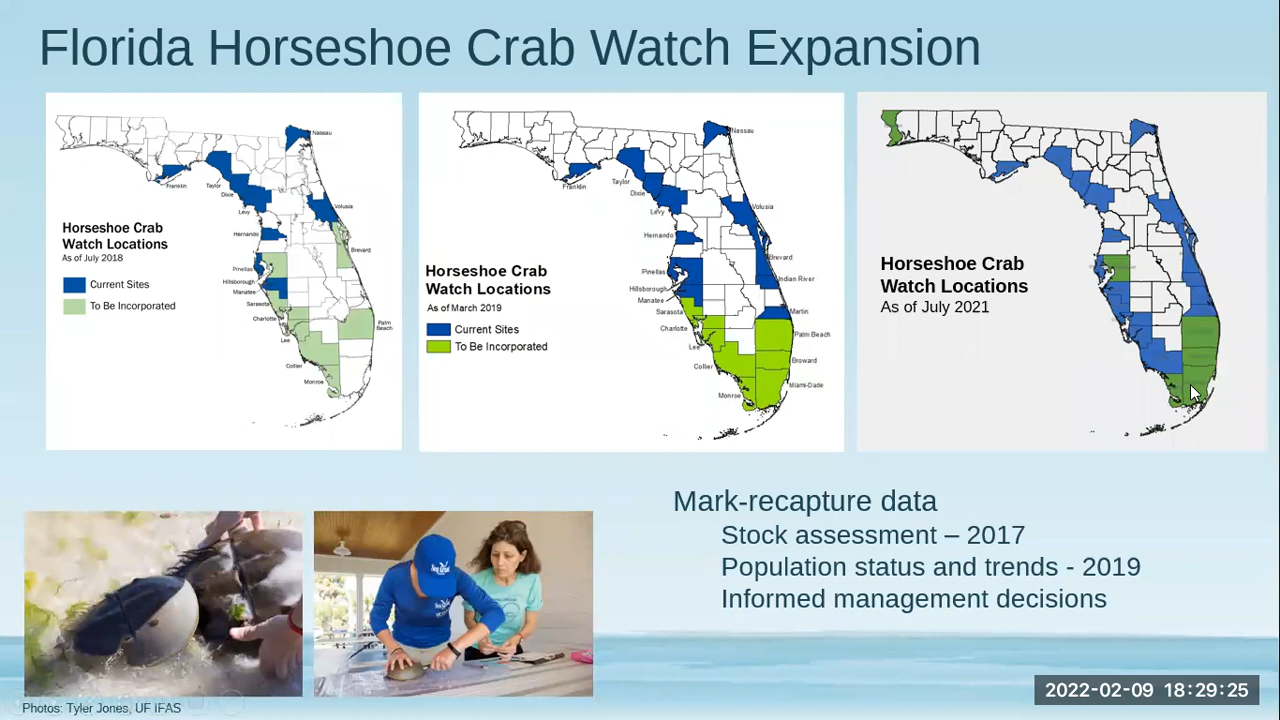 Florida Horseshoe Crab Watch Expansion
Nassau
Franklin
Taylor
Dixie
Levy
Volusia
Hernando
Brevard
Pinellas
Hillsborough
Manatee
Sarasota
Charlotte
Lee
Palm
Beach
Collier
Monroe
Horseshoe Crab
Watch Locations
As of July 2018
Current Sites
To Be Incorporated
Nassau
Franklin
Taylor
Dixie
Levy
Volusia
Hernando
Brevard
Pinellas
Indian River
Hillsborough
Manatee
Sarasota
Martin
Charlotte
Palm Beach
Lee
Broward
Collier
Miami-Dade
Monroe
Horseshoe Crab
Watch Locations
As of March 2019
Current Sites
To Be Incorporated
Horseshoe Crab
Watch Locations
As of July 2021
Mark-recapture data
Stock assessment – 2017
Population status and trends - 2019
Informed management decisions
Photos: Tyler Jones, UF IFAS
2022-02-09 18:29:25